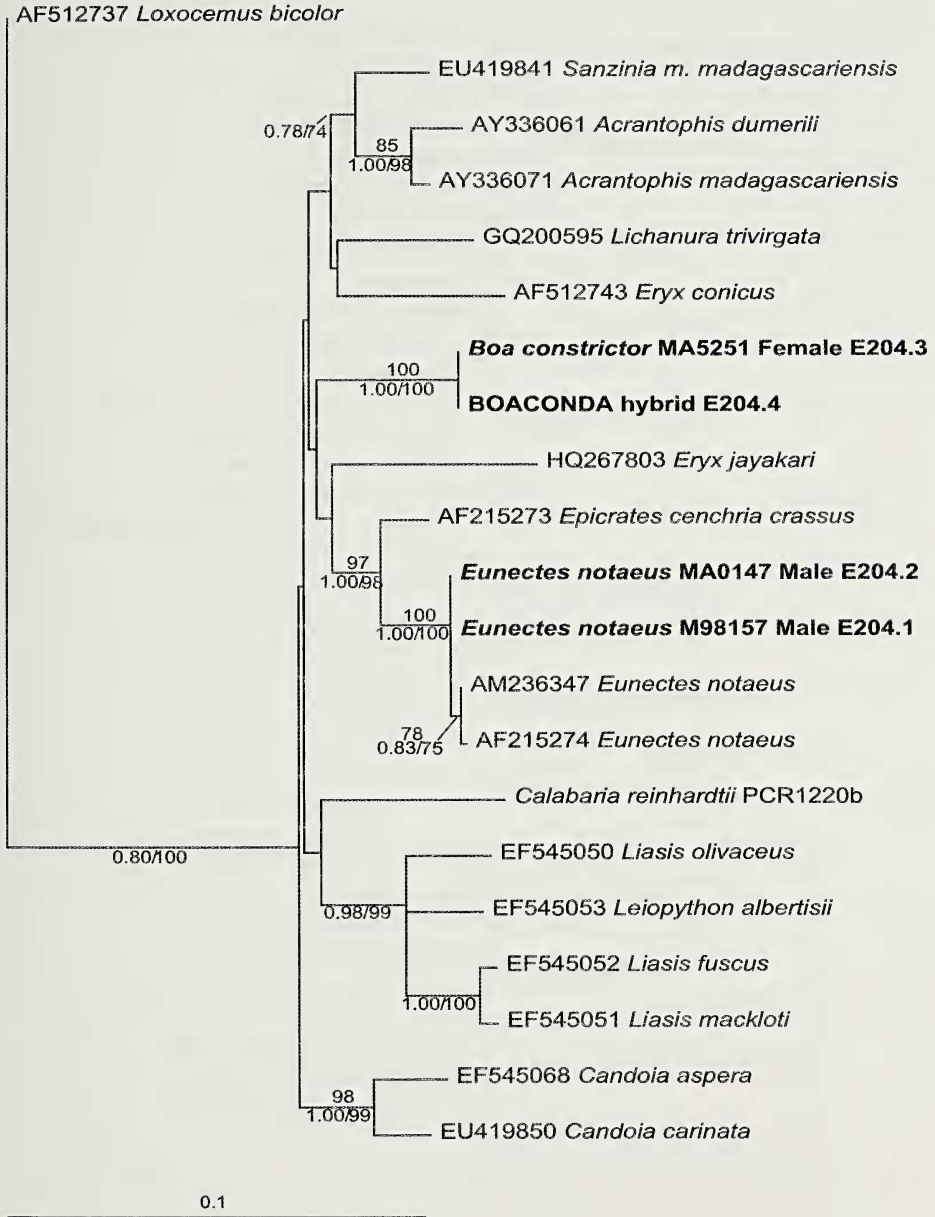 AF512737 Loxocemus bicolor
EU419841 Sanzinia m. madagascariensis
0.78/74
AY336061 Acrantophis dumerili
85
1.00/98
AY336071 Acrantophis madagascariensis
GQ200595 Lichanura trivirgata
AF512743 Eryx conicus
Boa constrictor MA5251 Female E204.3
100
1.00/100
BOACONDA hybrid E204.4
HQ267803 Eryx jayakari
AF215273 Epicrates cenchria crassus
97
1.00/98
Eunectes notaeus MA0147 Male E204.2
100
1.00/100
Eunectes notaeus M98157 Male E204.1
AM236347 Eunectes notaeus
78
0.83/75
AF215274 Eunectes notaeus
Calabaria reinhardtii PCR1220b
0.80/100
EF545050 Liasis olivaceus
0.98/99
EF545053 Leiopython albertisii
EF545052 Liasis fuscus
1.00/100
EF545051 Liasis mackloti
EF545068 Candoia aspera
98
1.00/99
EU419850 Candoia carinata
0.1